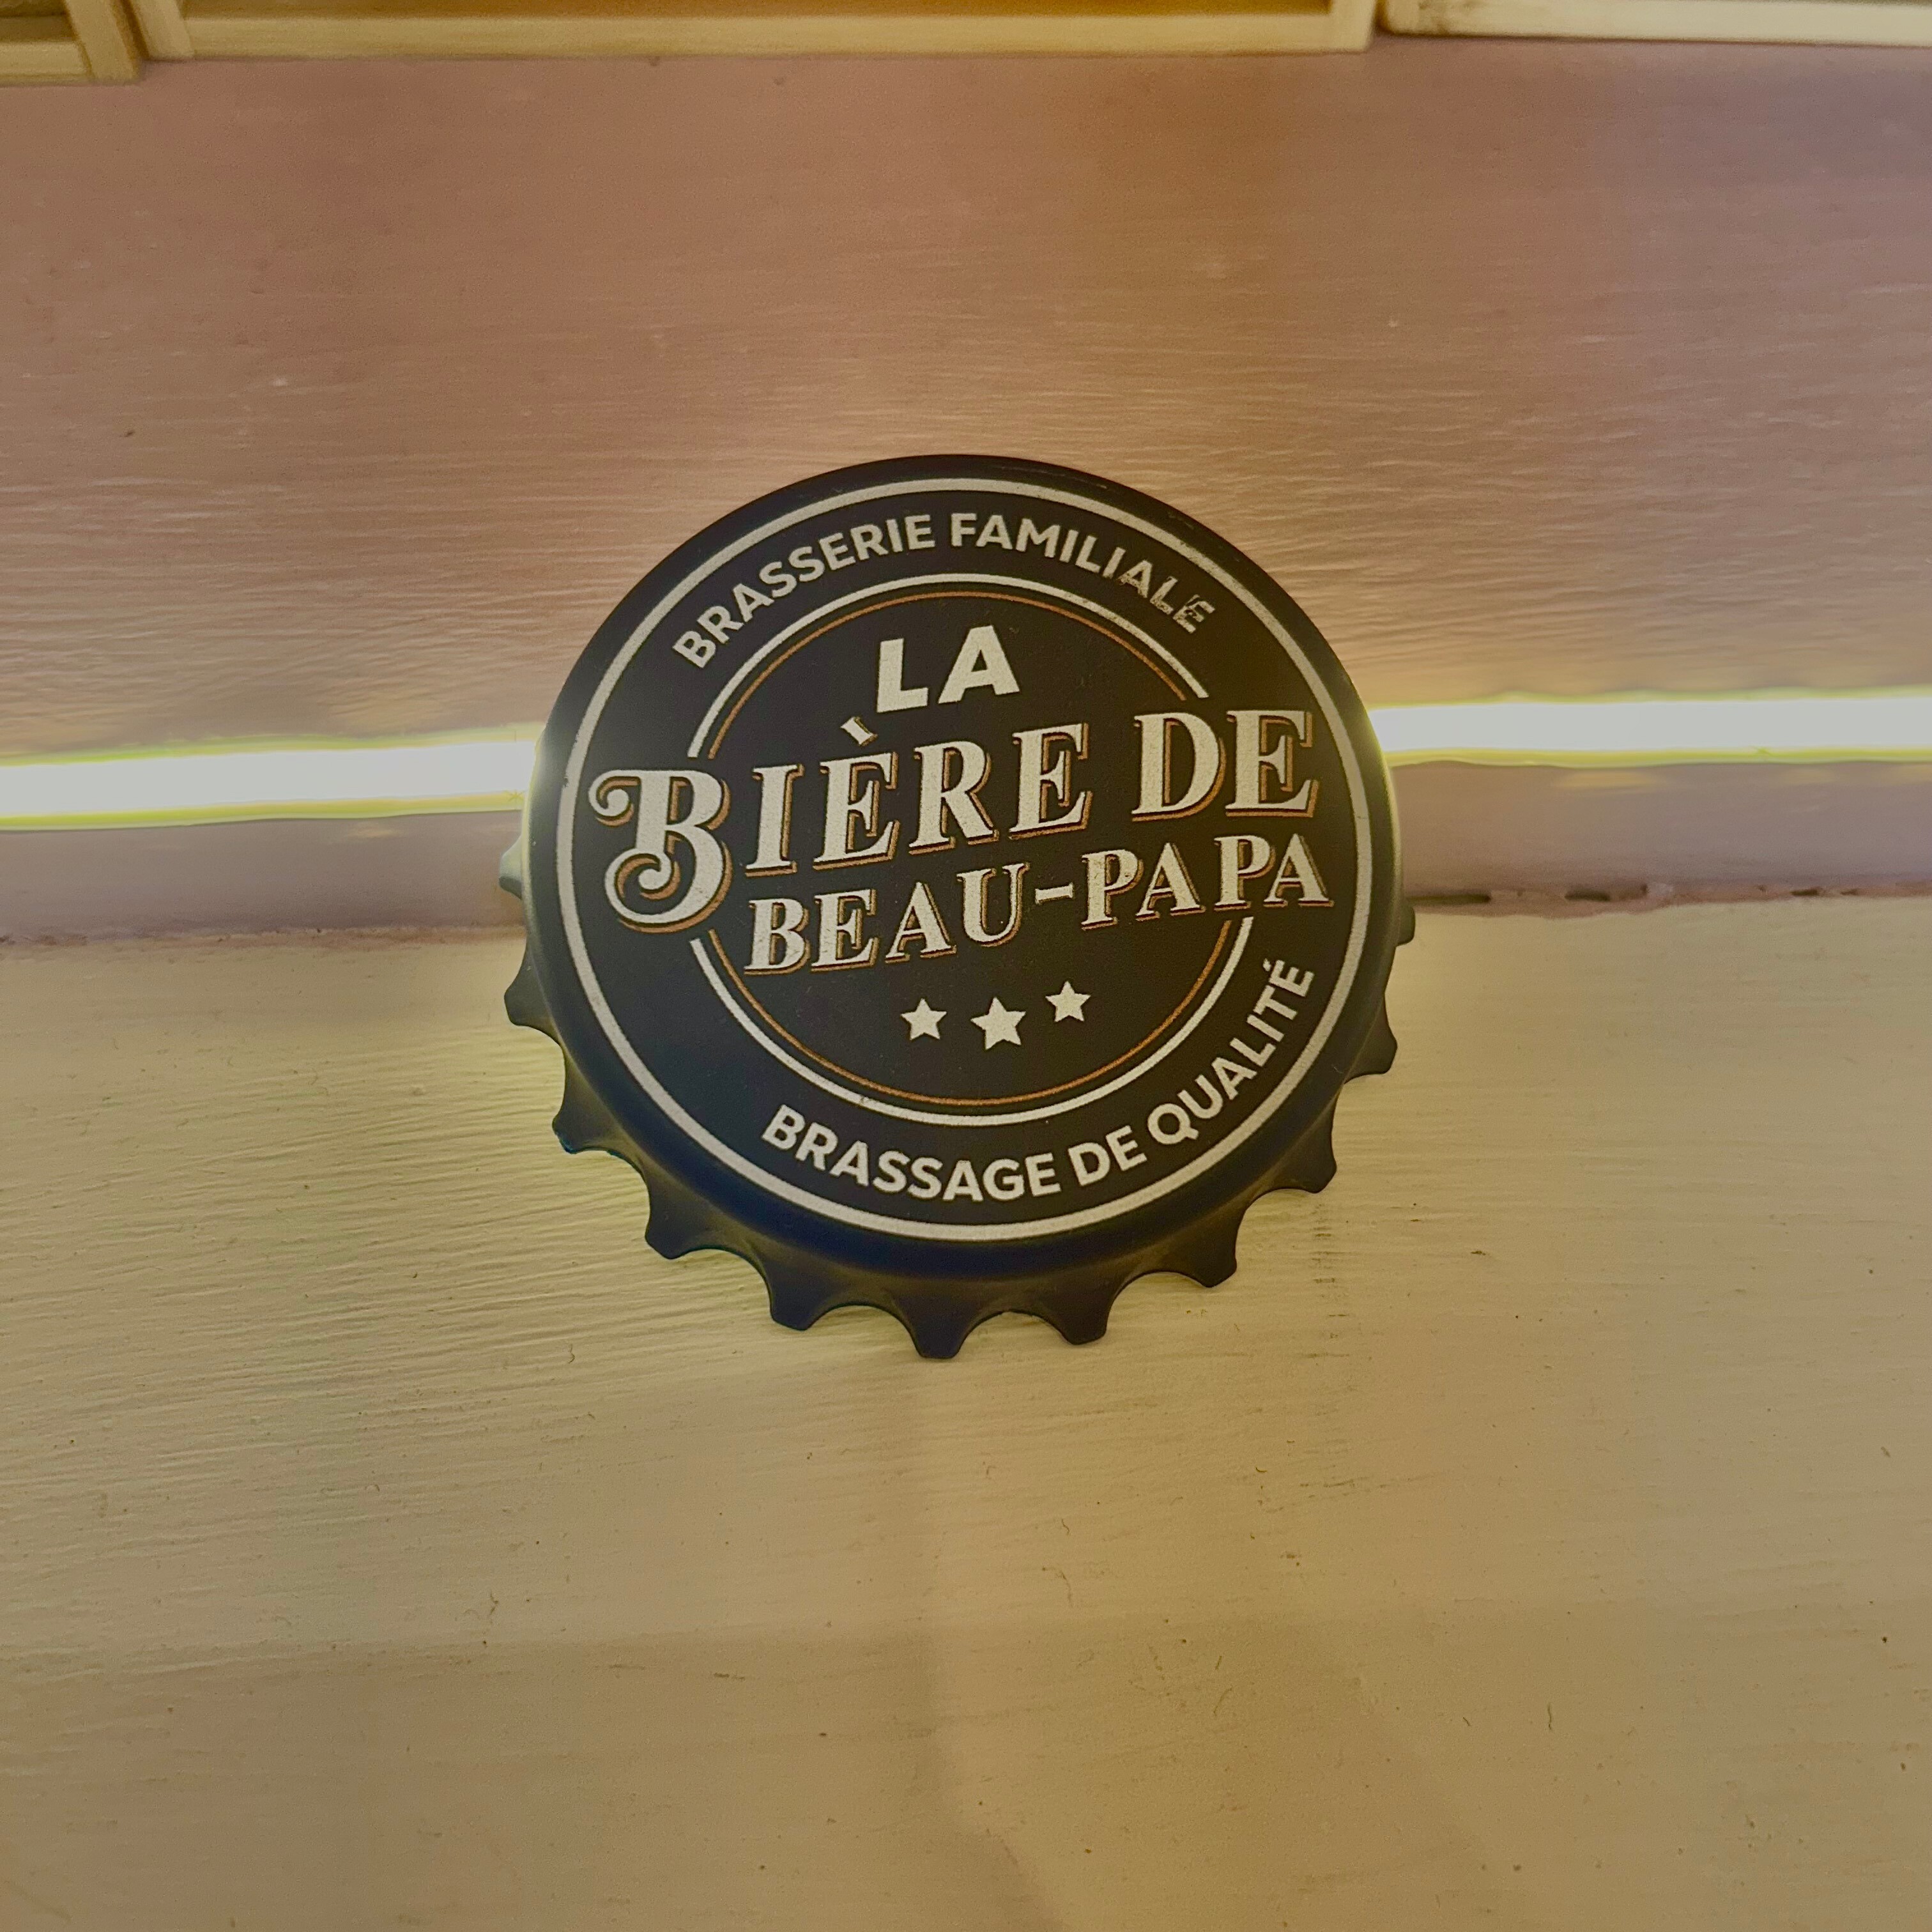 BRASSERIE FAMILIALE
LA
BIÈRE DE
BEAU-PAPA
BRASSAGE DE QUALITÉ